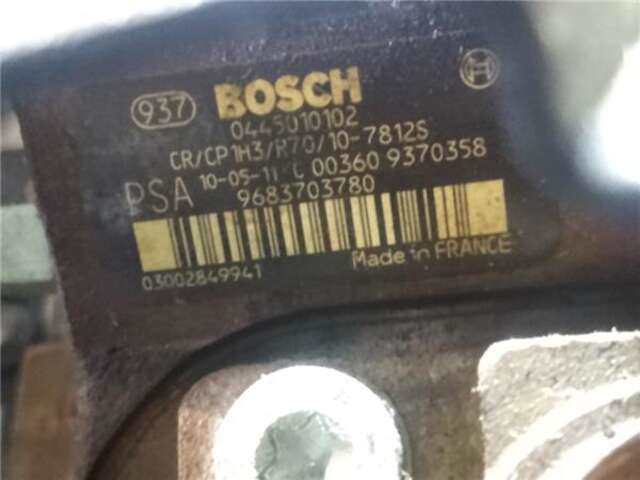 937 BOSCH
0445010102
CR/CP1H3/R70/10-7812S
PSA 10-05-11 00360 9370358
9683703780
03002849941 Made in FRANCE